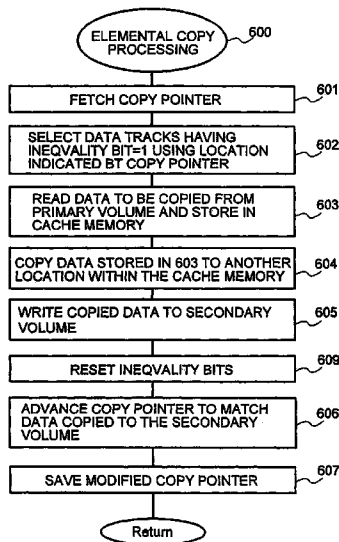 ELEMENTAL COPY
PROCESSING
600
601
FETCH COPY POINTER
SELECT DATA TRACKS HAVING
INEQVALITY BIT=1 USING LOCATION
INDICATED BT COPY POINTER
602
READ DATA TO BE COPIED FROM
PRIMARY VOLUME AND STORE IN
CACHE MEMORY
603
COPY DATA STORED IN 603 TO ANOTHER
LOCATION WITHIN THE CACHE MEMORY
604
WRITE COPIED DATA TO SECONDARY
VOLUME
605
609
RESET INEQVALITY BITS
ADVANCE COPY POINTER TO MATCH
DATA COPIED TO THE SECONDARY
VOLUME
606
SAVE MODIFIED COPY POINTER
607
Return